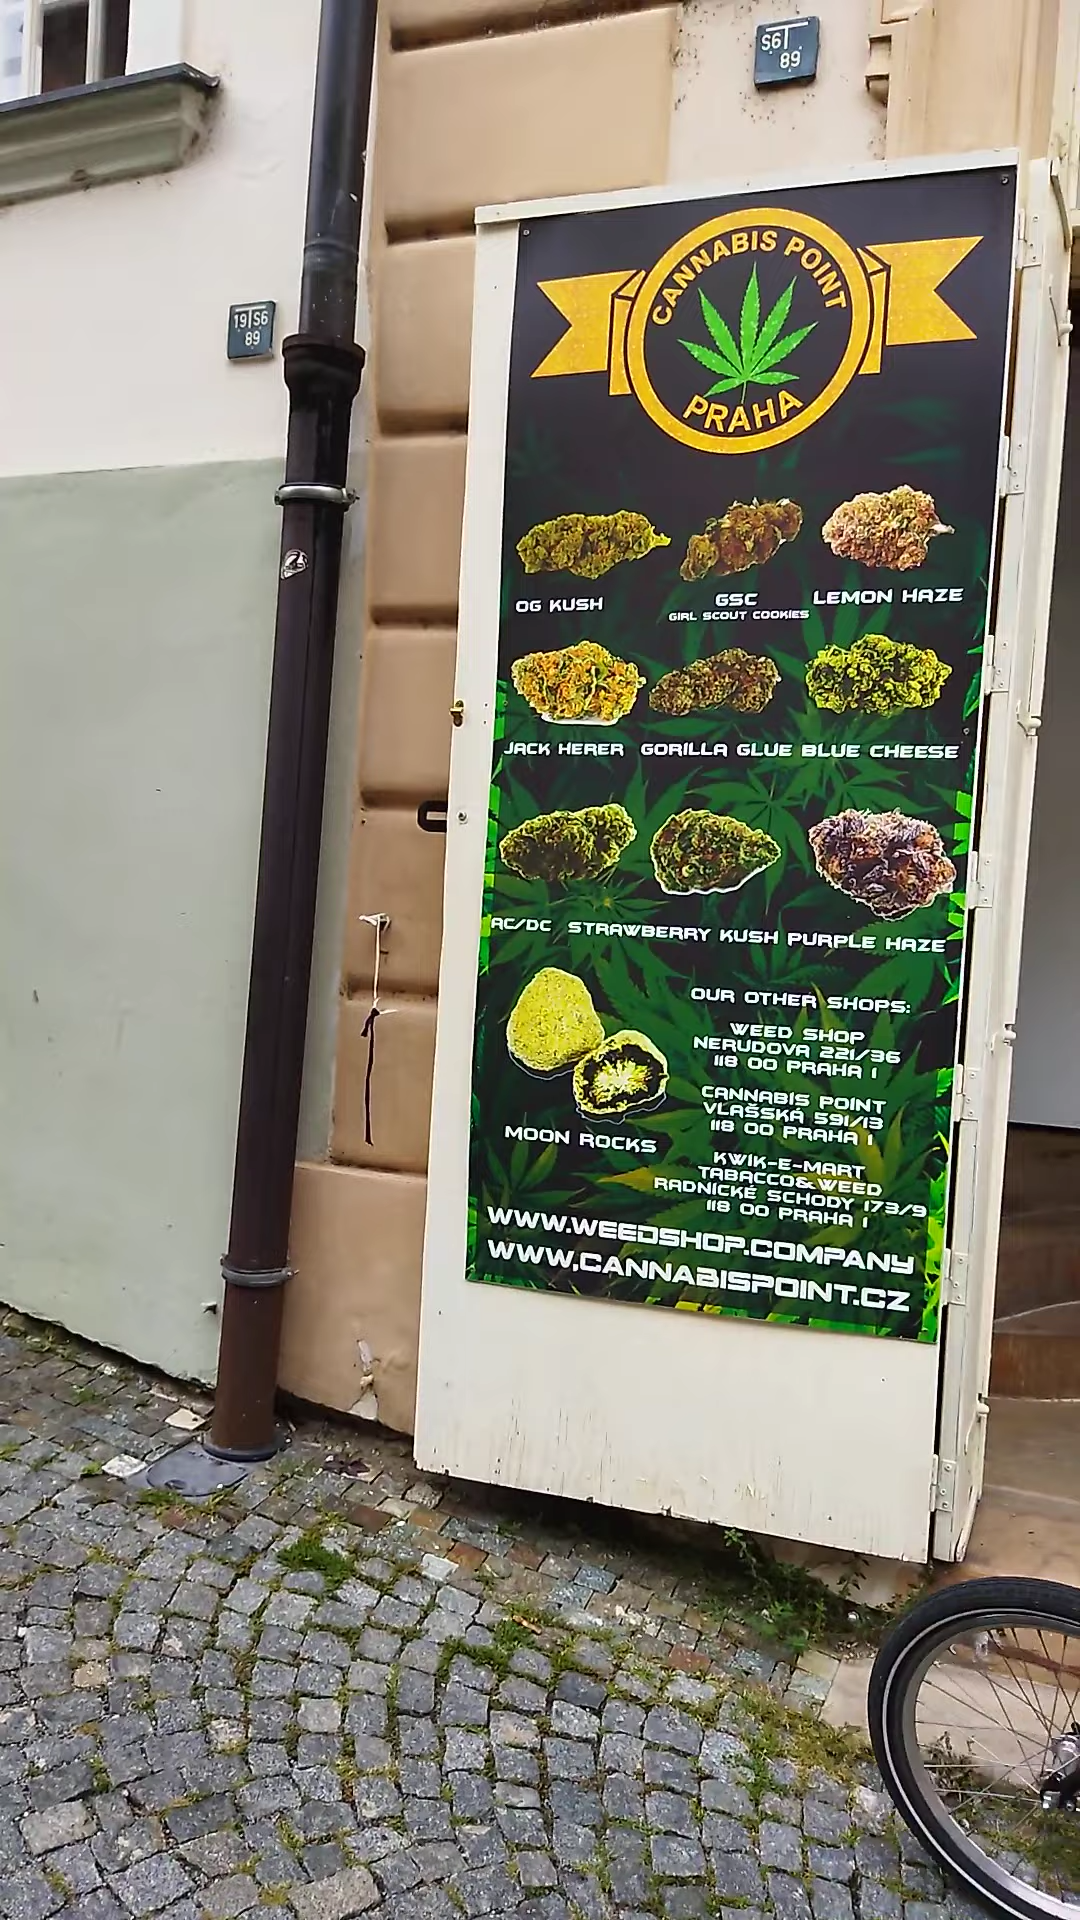 S6 89
19 S6
89
CANNABIS POINT
PRAHA
OG KUSH
GSC
GIRL SCOUT COOKIES
LEMON HAZE
JACK HERER
GORILLA GLUE
BLUE CHEESE
AC/DC
STRAWBERRY KUSH
PURPLE HAZE
MOON ROCKS
OUR OTHER SHOPS:
WEED SHOP
NERUDOVA 221/36
118 00 PRAHA 1
CANNABIS POINT
VLAŠSKÁ 591/13
118 00 PRAHA 1
KWIK-E-MART
TABACCO&WEED
RADNICKÉ SCHODY 173/9
118 00 PRAHA 1
WWW.WEEDSHOP.COMPANY
WWW.CANNABISPOINT.CZ